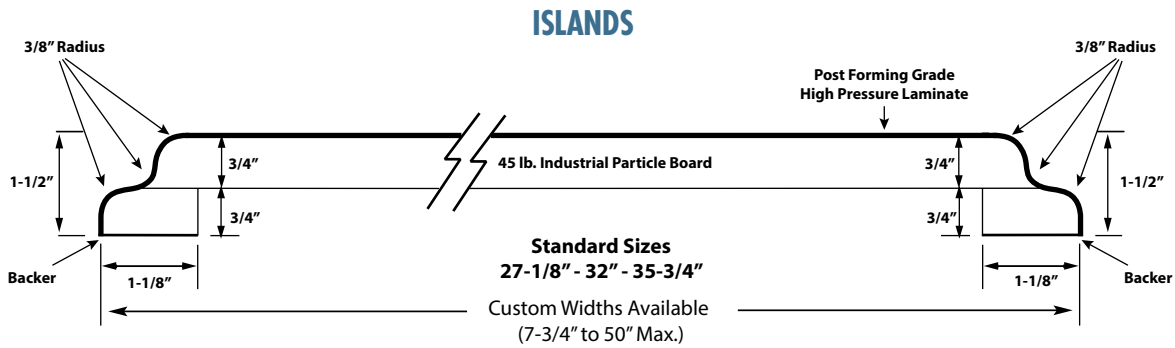 ISLANDS
3/8” Radius
3/8” Radius
Post Forming Grade
High Pressure Laminate
3/4”
45 lb. Industrial Particle Board
3/4”
1-1/2”
1-1/2”
3/4”
3/4”
Standard Sizes
27-1/8” - 32” - 35-3/4”
Backer
1-1/8”
1-1/8”
Backer
Custom Widths Available
(7-3/4” to 50” Max.)